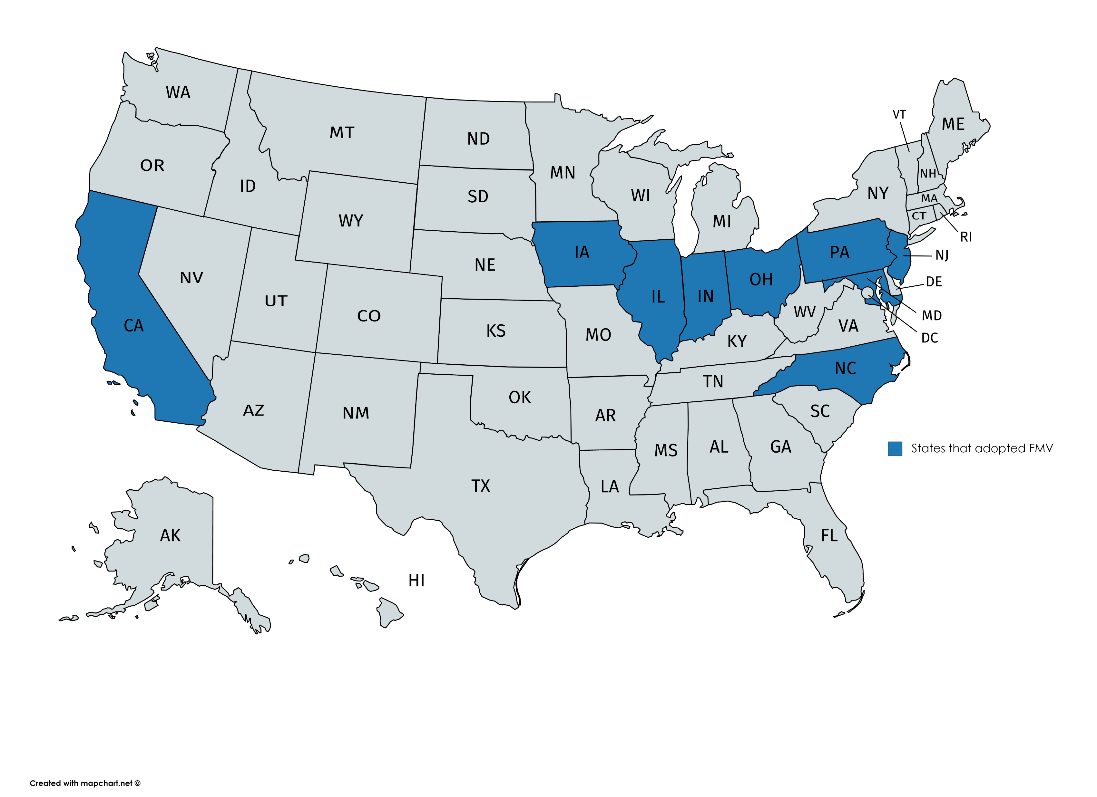 WA
MT
ND
MN
OR
ID
SD
WI
MI
WY
NY
VT
NH
ME
MA
CT
RI
NV
UT
CO
NE
IA
IL
IN
OH
PA
NJ
DE
MD
DC
CA
KS
MO
KY
WV
VA
AZ
NM
OK
AR
TN
NC
SC
TX
LA
MS
AL
GA
FL
AK
HI
States that adopted FMV
Created with mapchart.net ©